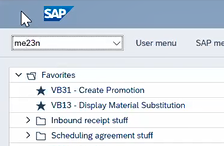 SAP
me23n
User menu SAP me
Favorites
VB31 - Create Promotion
VB13 - Display Material Substitution
Inbound receipt stuff
Scheduling agreement stuff